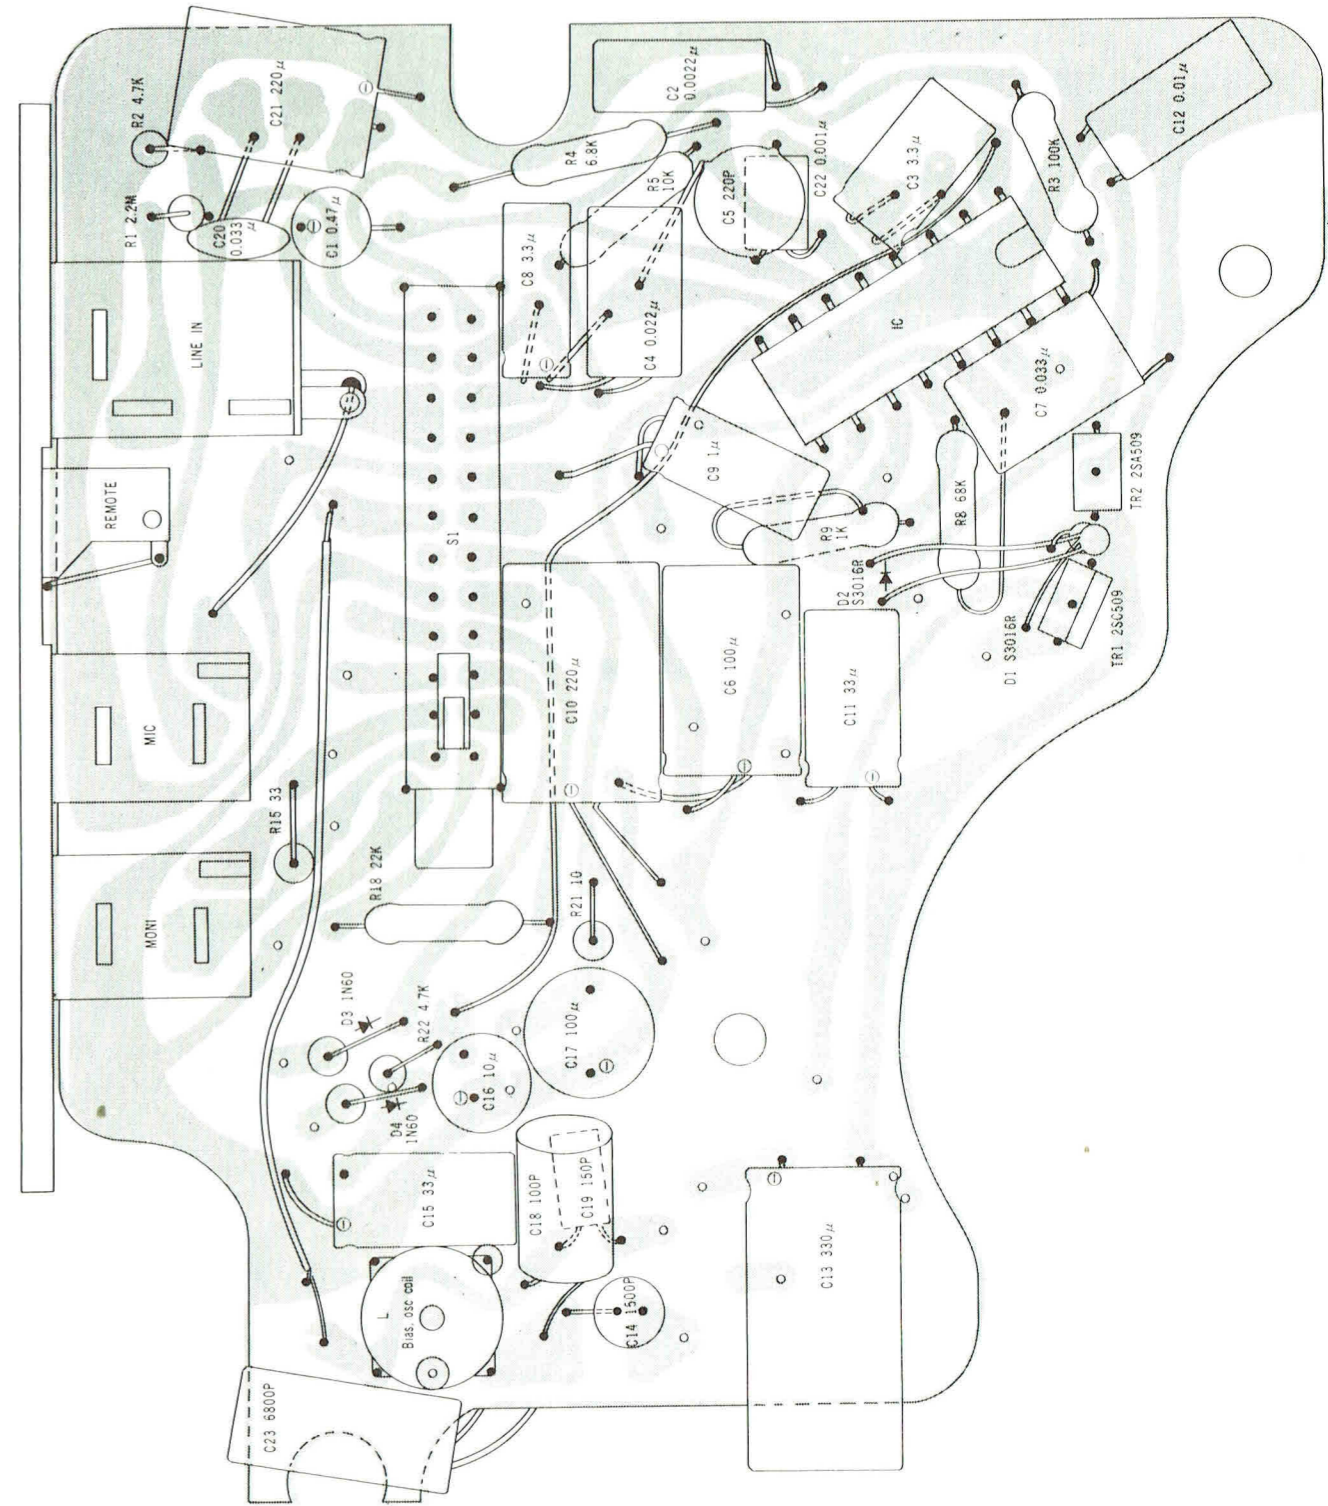 R2 4.7K
C21 220μ
C2
0.0022μ
C12 0.01μ
R4
6.8K
R5
10K
C22 0.001μ
C5 220P
C3 3.3μ
R3 100K
R1 2.2M
C20
0.033μ
C1 0.47μ
C8 3.3μ
C4 0.022μ
IC
C7 0.033μ
LINE IN
REMOTE
S1
C9 1μ
R9
1K
R8 68K
TR2 2SA509
D2
S3016R
D1 S3016R
TR1 2SC509
MIC
C10 220μ
C6 100μ
C11 33μ
R15 33
MONI
R18 22K
R21 10
D3 1N60
R22 4.7K
C16 10μ
C17 100μ
D4
1N60
C15 33μ
C18 100P
C19 150P
L
Bias. osc coil
C14 1500P
C13 330μ
C23 6800P